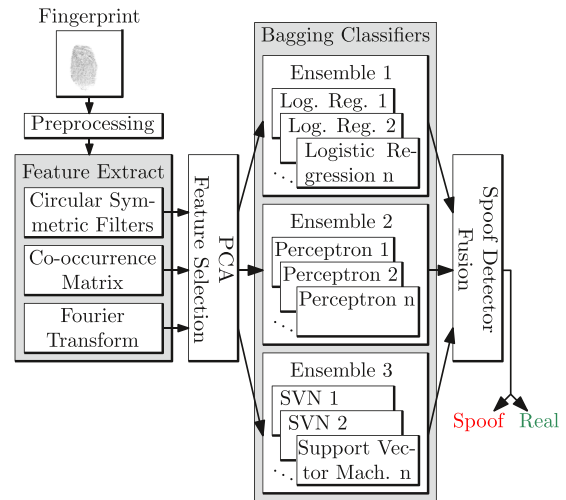 Fingerprint
Preprocessing
Feature Extract
Circular Sym-
metric Filters
Co-occurrence
Matrix
Fourier
Transform
PCA
Feature Selection
Bagging Classifiers
Ensemble 1
Log. Reg. 1
Log. Reg. 2
Logistic Re-
gression n
Ensemble 2
Perceptron 1
Perceptron 2
Perceptron n
Ensemble 3
SVN 1
SVN 2
Support Vec-
tor Mach. n
Spoof Detector
Fusion
Spoof
Real